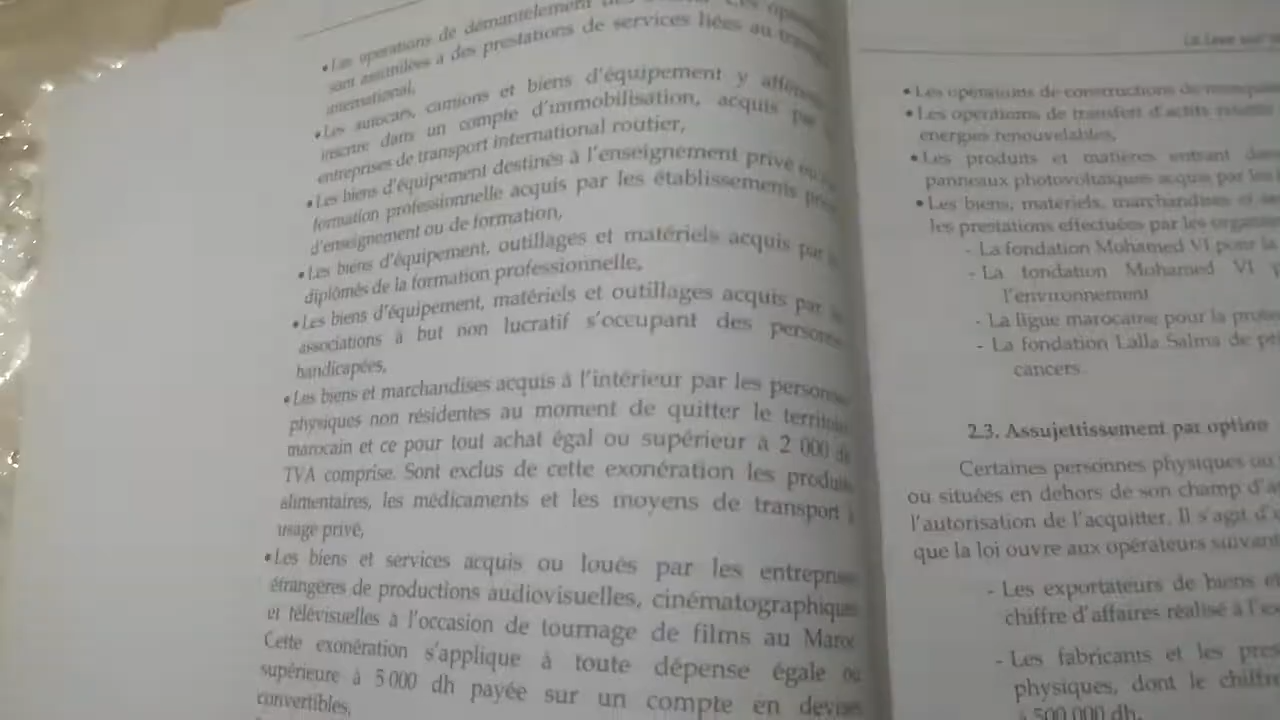 • Les opérations de démantèlement des
sont assimilées à des prestations de services liées au
international,
• Les autocars, camions et biens d'équipement y afférents
inscrire dans un compte d'immobilisation, acquis par
entreprises de transport international routier,
• Les biens d'équipement destinés à l'enseignement privé ou
formation professionnelle acquis par les établissements
d'enseignement ou de formation,
• Les biens d'équipement, outillages et matériels acquis par
diplômés de la formation professionnelle,
• Les biens d'équipement, matériels et outillages acquis par
associations à but non lucratif s'occupant des personnes
handicapées,
• Les biens et marchandises acquis à l'intérieur par les personnes
physiques non résidentes au moment de quitter le territoire
marocain et ce pour tout achat égal ou supérieur à 2 000 dh
TVA comprise. Sont exclus de cette exonération les produits
alimentaires, les médicaments et les moyens de transport à
usage privé,
• Les biens et services acquis ou loués par les entreprises
étrangères de productions audiovisuelles, cinématographiques
et télévisuelles à l'occasion de tournage de films au Maroc
Cette exonération s'applique à toute dépense égale ou
supérieure à 5 000 dh payée sur un compte en devises
convertibles,
• Les opérations de constructions de
• Les opérations de transfert d'actifs
énergies renouvelables,
• Les produits et matières entrant dans
panneaux photovoltaïques acquis par les
• Les biens, matériels, marchandises et
les prestations effectuées par les
- La fondation Mohamed VI pour la
- La fondation Mohamed VI
l'environnement
- La ligue marocaine pour la
- La fondation Lalla Salma de
cancers
2.3. Assujettissement par option
Certaines personnes physiques ou
ou situées en dehors de son champ
l'autorisation de l'acquitter. Il s'agit
que la loi ouvre aux opérateurs
- Les exportateurs de biens et
chiffre d'affaires réalisé à
- Les fabricants et les
physiques, dont le chiffre
à 500 000 dh.